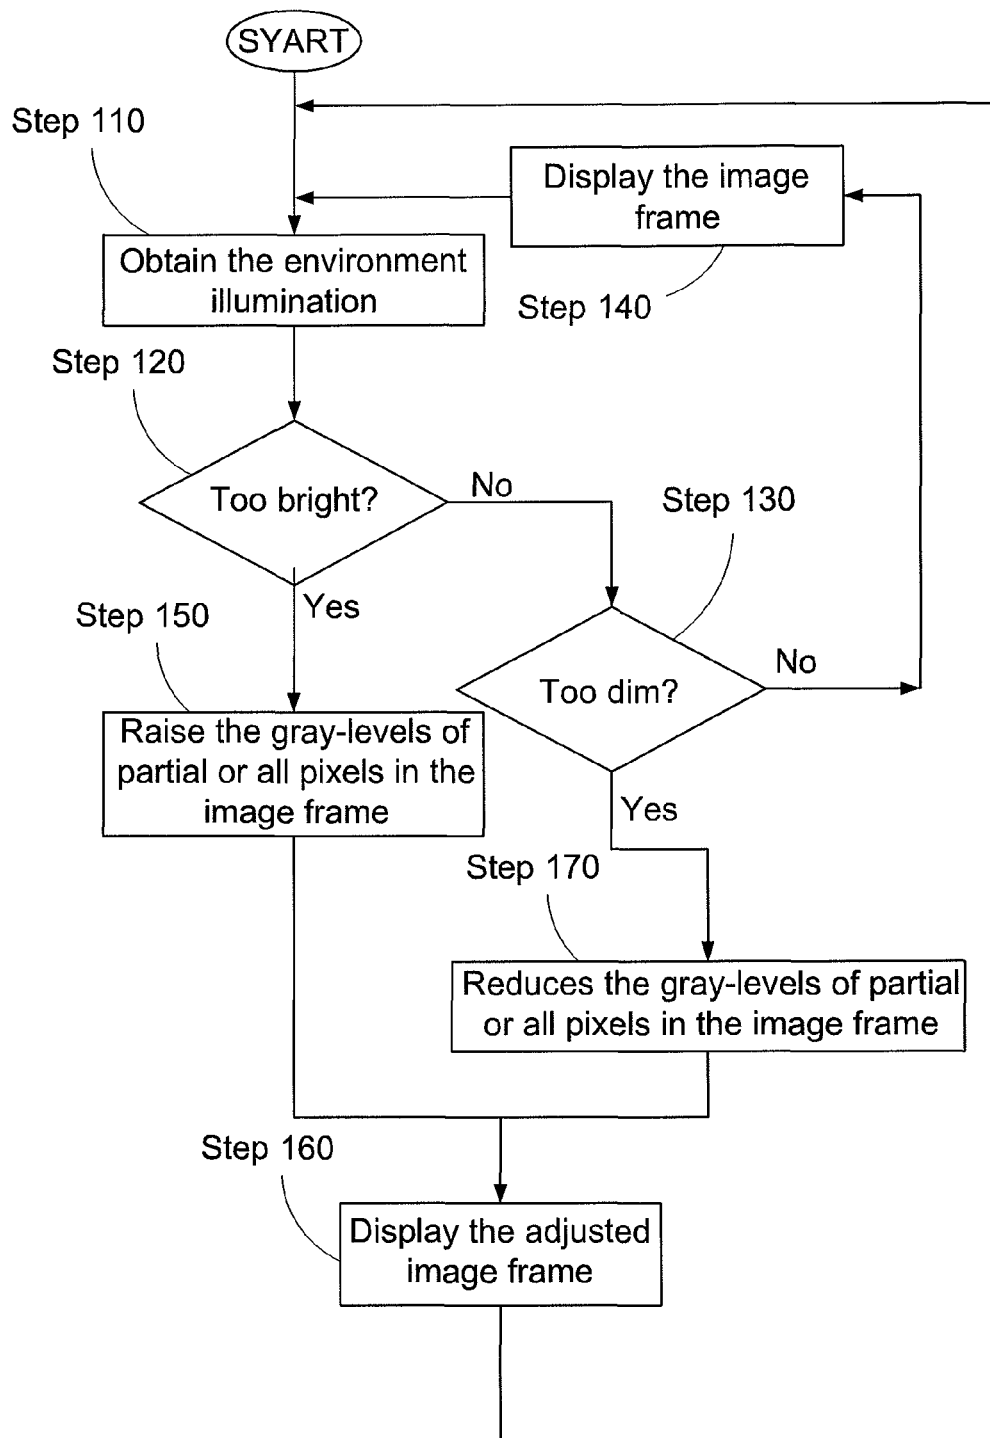 SYART
Step 110
Display the image
frame
Obtain the environment
illumination
Step 140
Step 120
Too bright?
No
Step 130
Yes
Step 150
Too dim?
No
Raise the gray-levels of
partial or all pixels in the
image frame
Yes
Step 170
Reduces the gray-levels of partial
or all pixels in the image frame
Step 160
Display the adjusted
image frame